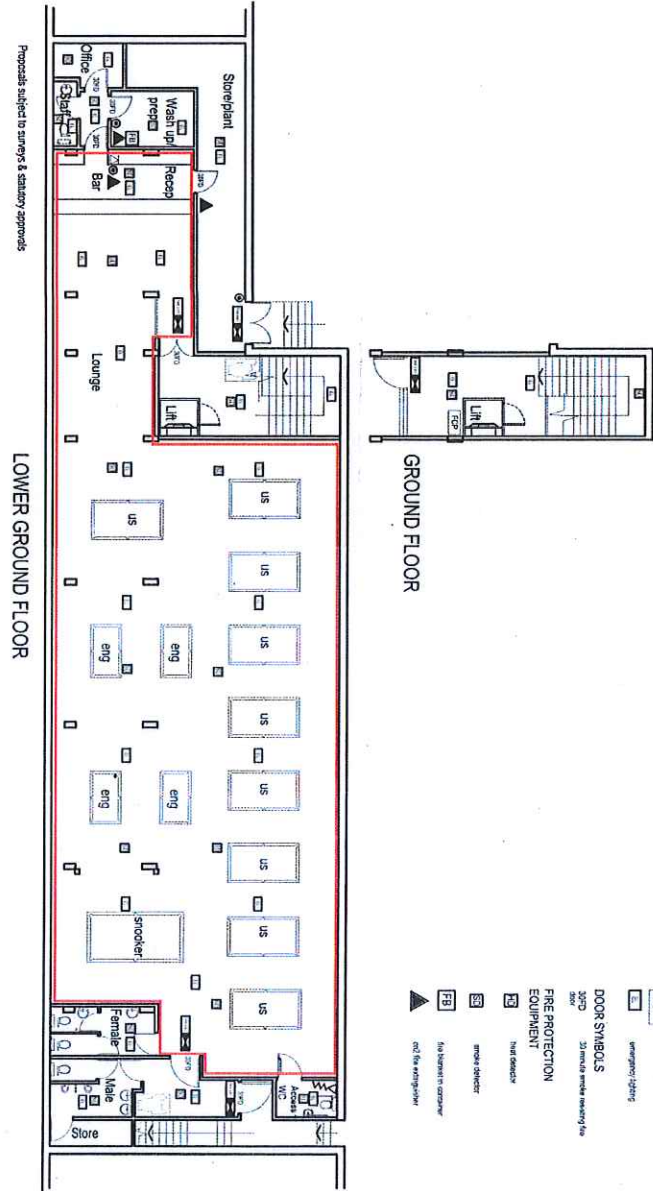 Proposals subject to surveys & statutory approvals
Office
Staff
Wash up/
prep
Store/plant
FB
Bar
Recep
30FD
Lounge
Lift
LOWER GROUND FLOOR
us
us
us
us
us
us
us
us
us
eng
eng
eng
eng
snooker
Female
Male
Access
WC
Store
GROUND FLOOR
Lift
FCP
EL
emergency lighting
DOOR SYMBOLS
30FD
30 minute smoke resisting fire
door
FIRE PROTECTION
EQUIPMENT
heat detector
smoke detector
FB
fire blanket in container
co2 fire extinguisher